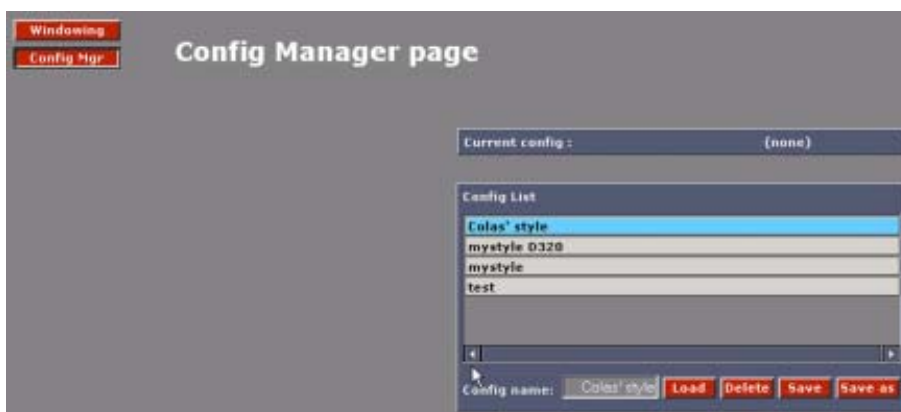 Windowing
Config Mgr
Config Manager page
Current config : (none)
Config List
Colas' style
mystyle D320
mystyle
test
Config name: Colas' style Load Delete Save Save as